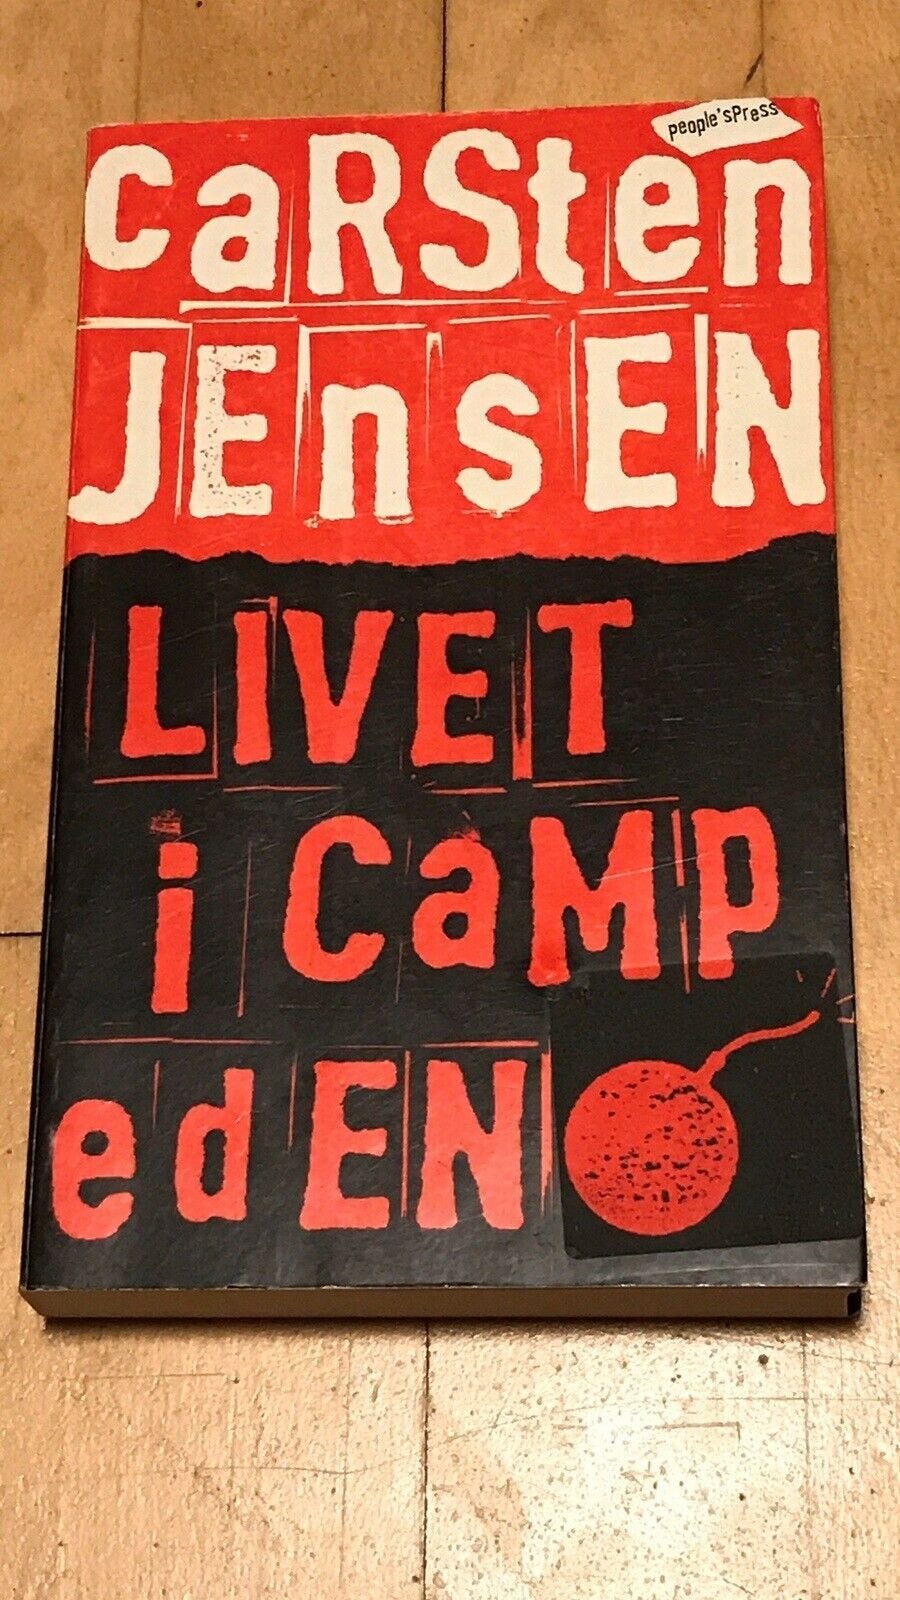 people'sPress
CaRSten
JEnsEN
LIVET
i CaMp
edEN